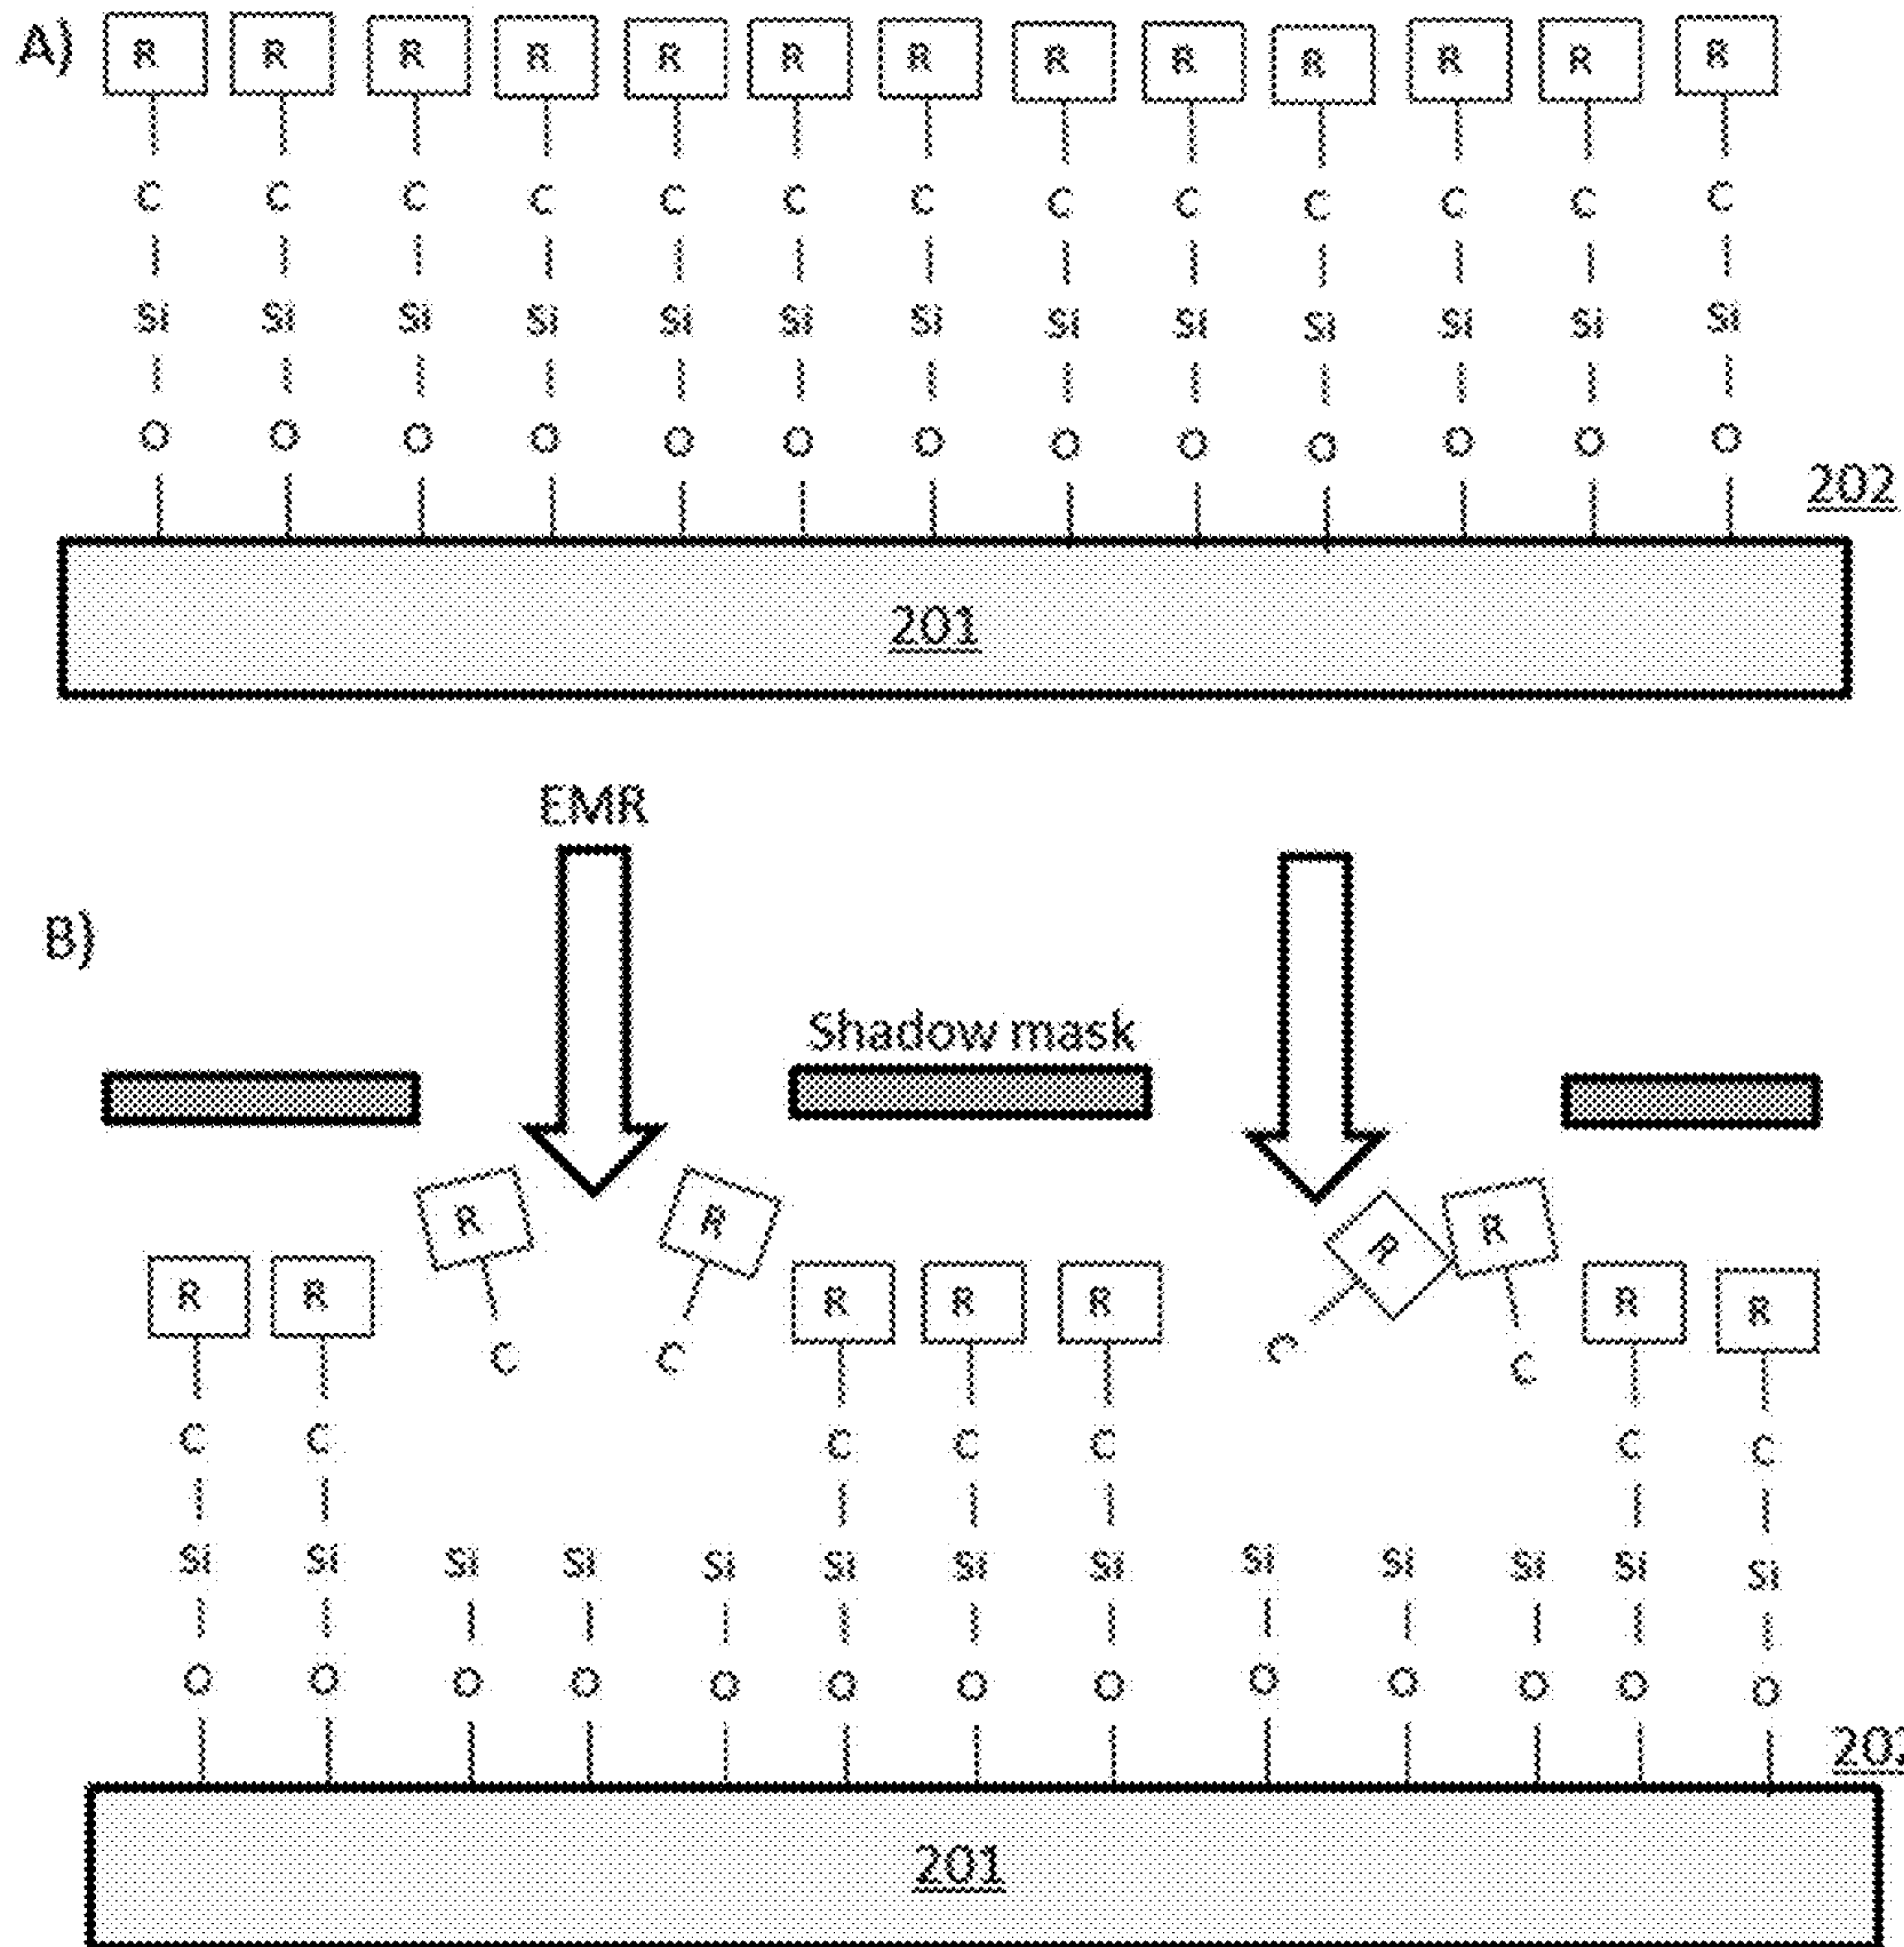 A) R R R R R R R R R R R R R
C C C C C C C C C C C C C
Si Si Si Si Si Si Si Si Si Si Si Si Si
O O O O O O O O O O O O O
202
201
EMR
B)
Shadow mask
R R R R
R R R R R R R
C C C C
C C C C C C C
Si Si Si Si Si Si Si Si Si Si Si Si Si
O O O O O O O O O O O O O
201